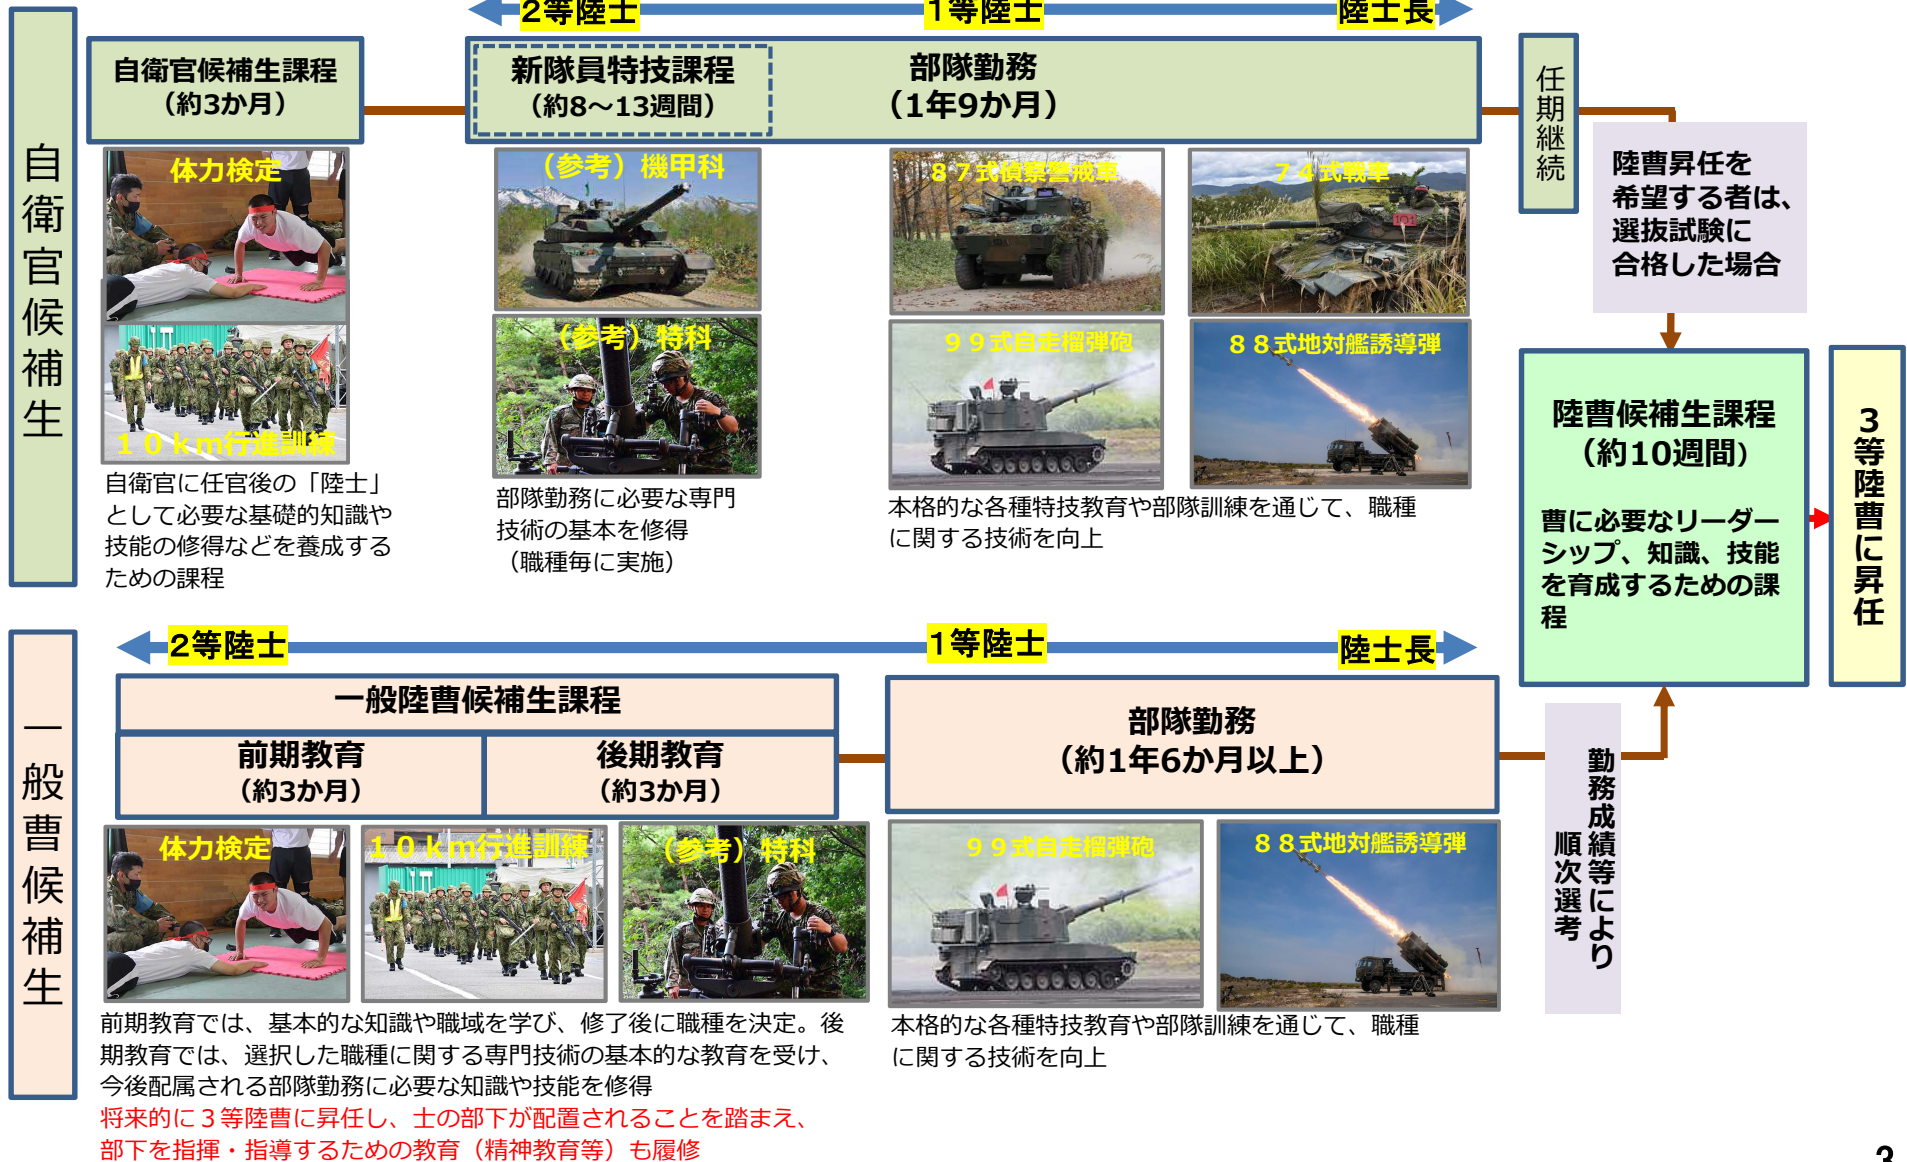 自衛官候補生
2等陸士
1等陸士
陸士長
自衛官候補生課程
（約3か月）
新隊員特技課程
（約8～13週間）
部隊勤務
（1年9か月）
任期継続
陸曹昇任を
希望する者は、
選抜試験に
合格した場合
体力検定
１０ｋｍ行進訓練
（参考）機甲科
（参考）特科
８７式偵察警戒車
７４式戦車
101
９９式自走榴弾砲
８８式地対艦誘導弾
自衛官に任官後の「陸士」
として必要な基礎的知識や
技能の修得などを養成する
ための課程
部隊勤務に必要な専門
技術の基本を修得
（職種毎に実施）
本格的な各種特技教育や部隊訓練を通じて、職種
に関する技術を向上
陸曹候補生課程
（約10週間）
曹に必要なリーダー
シップ、知識、技能
を育成するための課
程
3等陸曹に昇任
一般曹候補生
2等陸士
1等陸士
陸士長
一般陸曹候補生課程
前期教育
（約3か月）
後期教育
（約3か月）
部隊勤務
（約1年6か月以上）
勤務成績等により
順次選考
体力検定
１０ｋｍ行進訓練
（参考）特科
９９式自走榴弾砲
８８式地対艦誘導弾
前期教育では、基本的な知識や職域を学び、修了後に職種を決定。後
期教育では、選択した職種に関する専門技術の基本的な教育を受け、
今後配属される部隊勤務に必要な知識や技能を修得
将来的に３等陸曹に昇任し、士の部下が配置されることを踏まえ、
部下を指揮・指導するための教育（精神教育等）も履修
本格的な各種特技教育や部隊訓練を通じて、職種
に関する技術を向上
3